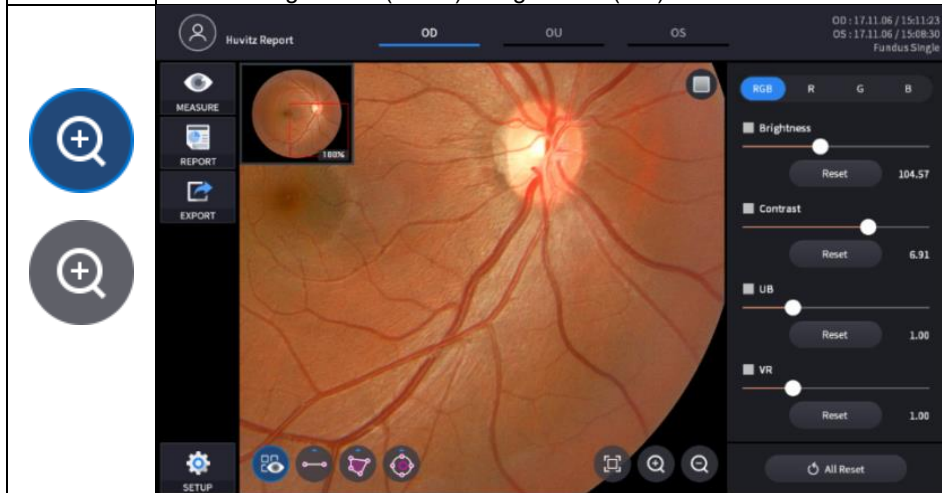 Huvitz Report
OD
OU
OS
OD : 17.11.06 / 15:11:23
OS : 17.11.06 / 15:08:30
Fundus Single
MEASURE
REPORT
EXPORT
SETUP
180%
RGB
R
G
B
Brightness
Reset
104.57
Contrast
Reset
6.91
UB
Reset
1.00
VR
Reset
1.00
All Reset